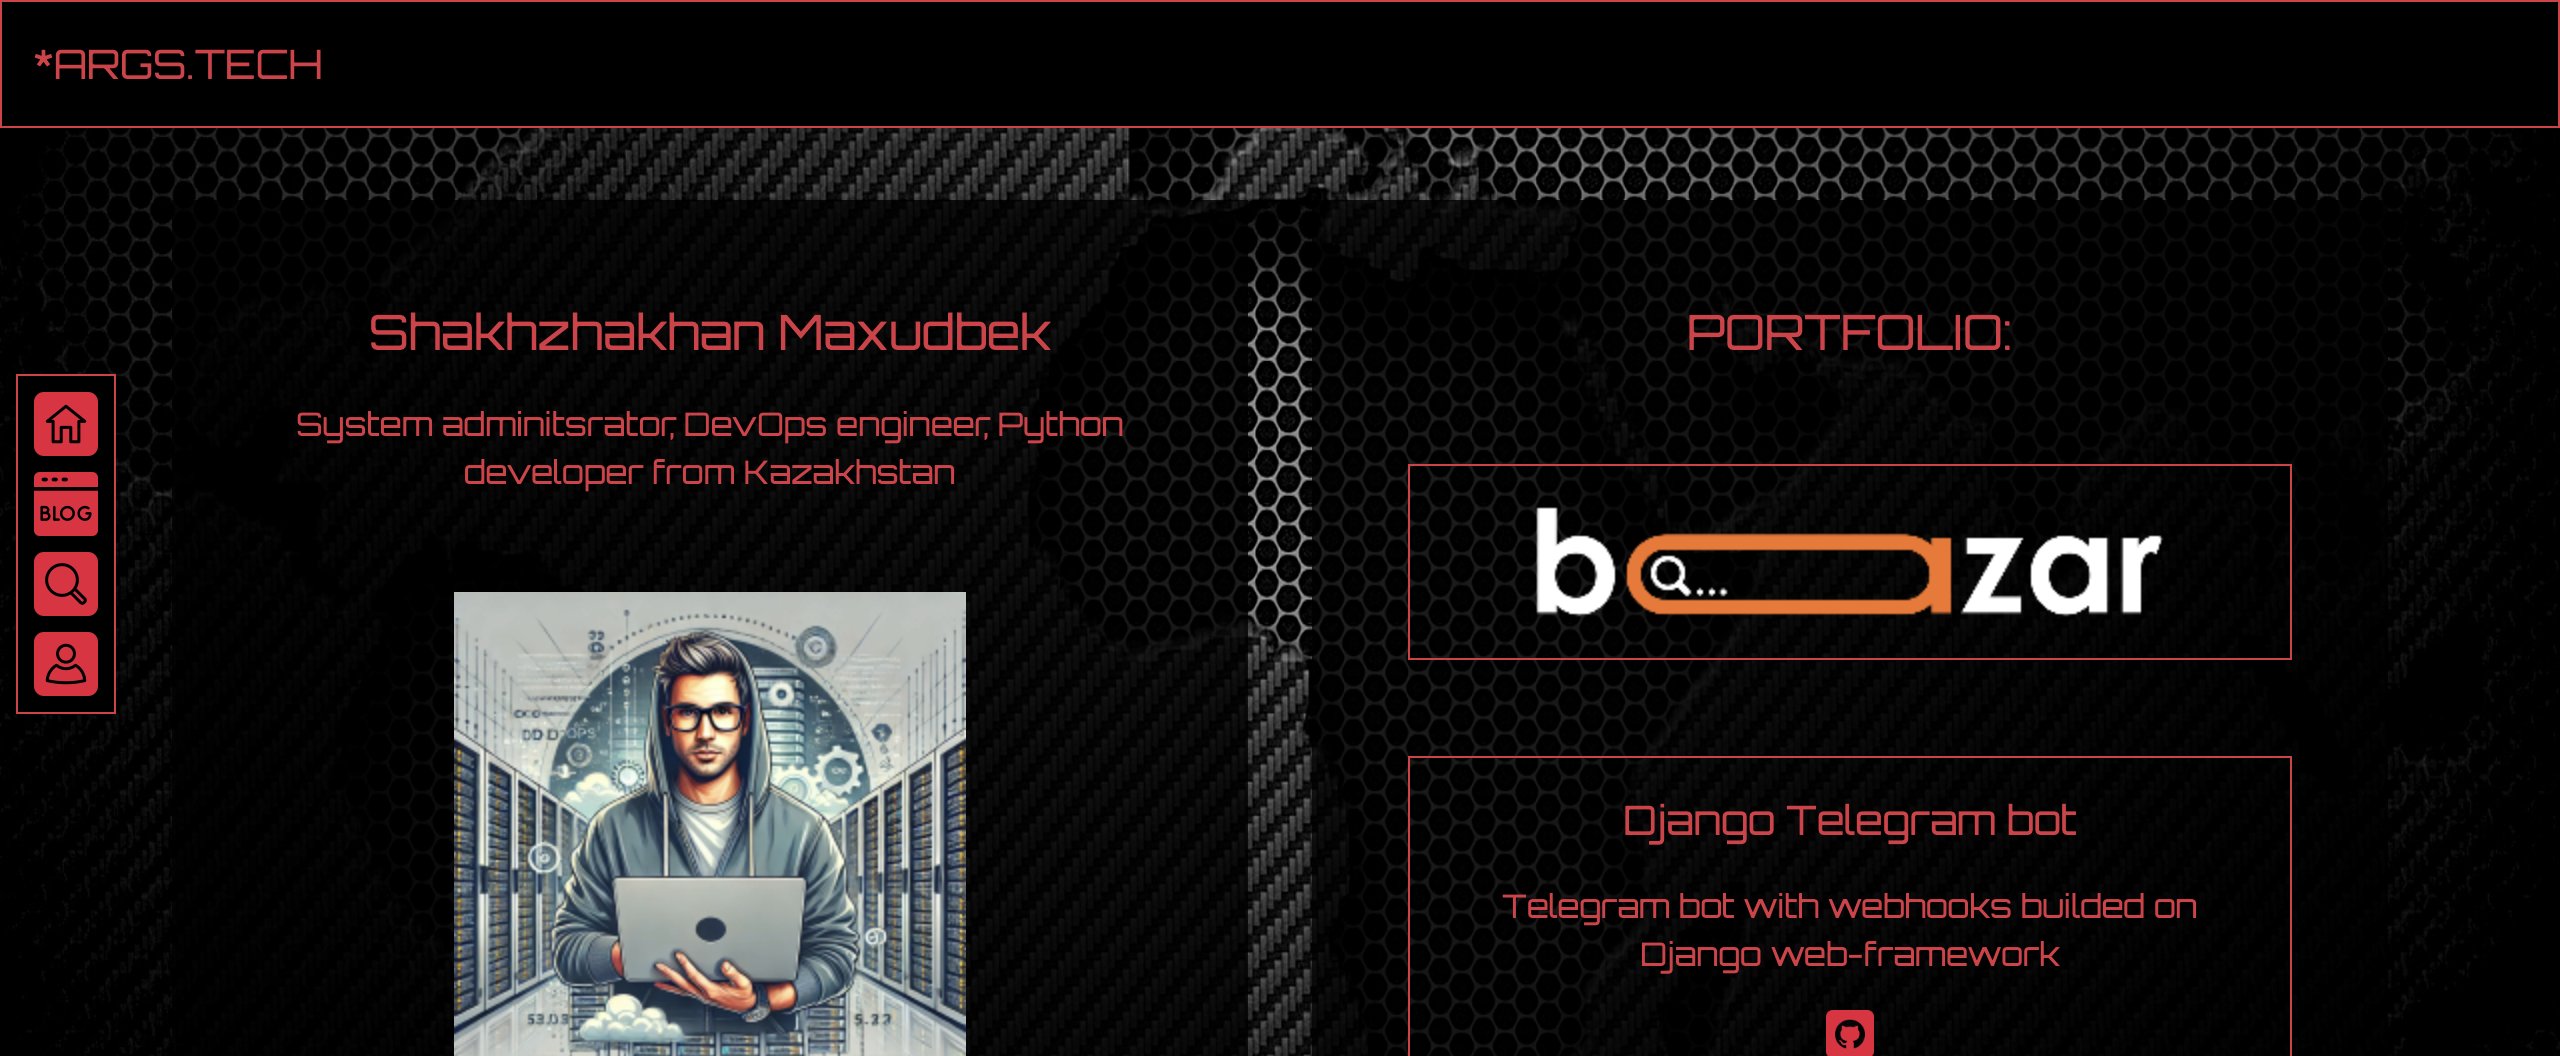 *ARGS.TECH
Shakhzhakhan Maxudbek
System adminitsrator, DevOps engineer, Python
developer from Kazakhstan
BLOG
PORTFOLIO:
b ... azar
Django Telegram bot
Telegram bot with webhooks builded on
Django web-framework